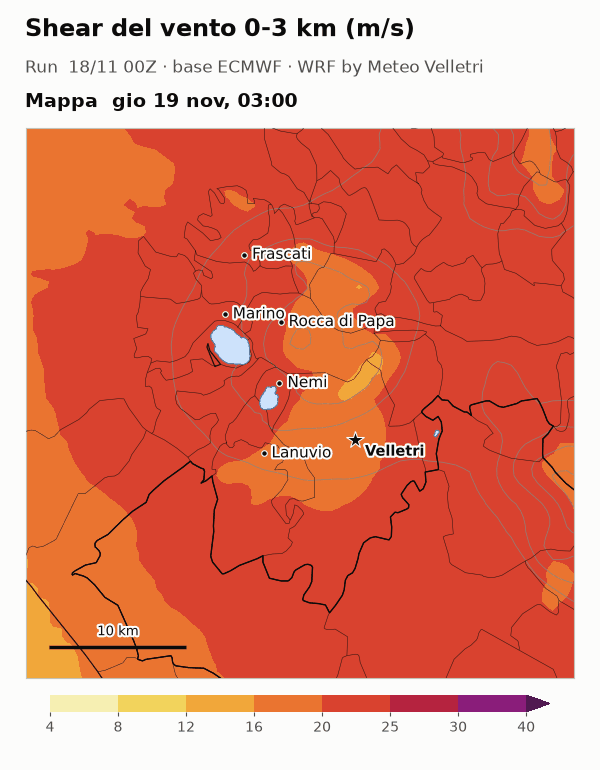 Shear del vento 0-3 km (m/s)
Run  18/11 00Z · base ECMWF · WRF by Meteo Velletri
Mappa  gio 19 nov, 03:00
Frascati
Marino
Rocca di Papa
Nemi
Velletri
Lanuvio
10 km
4 8 12 16 20 25 30 40